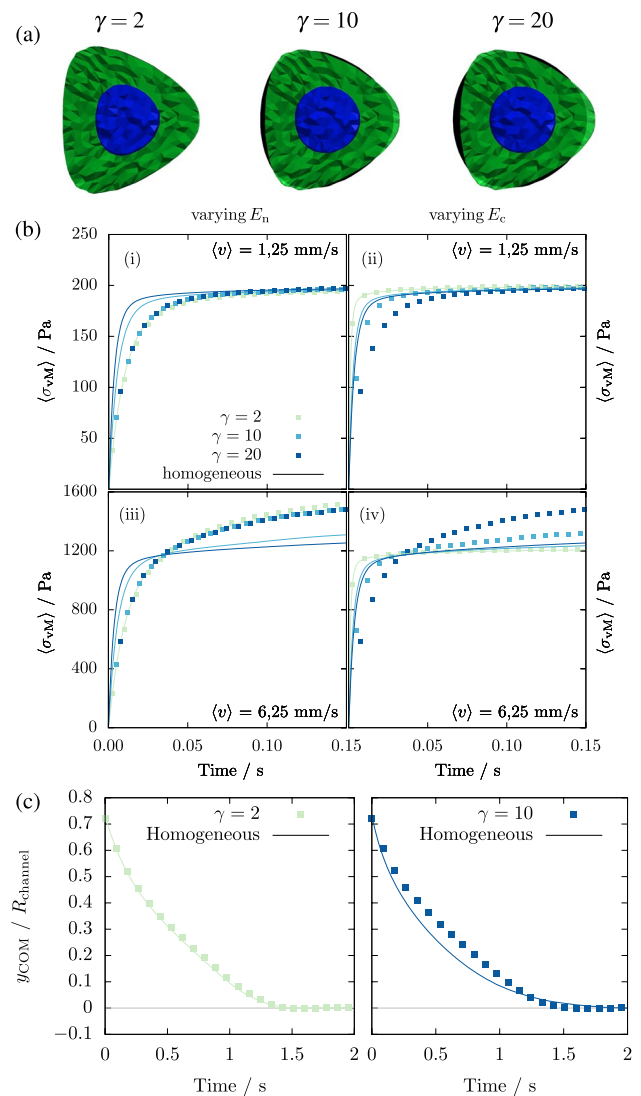 (a)
γ = 2 γ = 10 γ = 20
varying Eₙ varying E_c
(b)
250
200
150
100
50
0
⟨σ_vM⟩ / Pa
(i)
⟨v⟩ = 1,25 mm/s
γ = 2
γ = 10
γ = 20
homogeneous
(ii)
⟨v⟩ = 1,25 mm/s
⟨σ_vM⟩ / Pa
1600
1200
800
400
0
⟨σ_vM⟩ / Pa
(iii)
⟨v⟩ = 6,25 mm/s
(iv)
⟨v⟩ = 6,25 mm/s
⟨σ_vM⟩ / Pa
0.00 0.05 0.10 0.15 0.05 0.10 0.15
Time / s Time / s
(c)
0.8
0.7
0.6
0.5
0.4
0.3
0.2
0.1
0
−0.1
y_COM / R_channel
γ = 2
Homogeneous
γ = 10
Homogeneous
0 0.5 1 1.5 2 0 0.5 1 1.5 2
Time / s Time / s